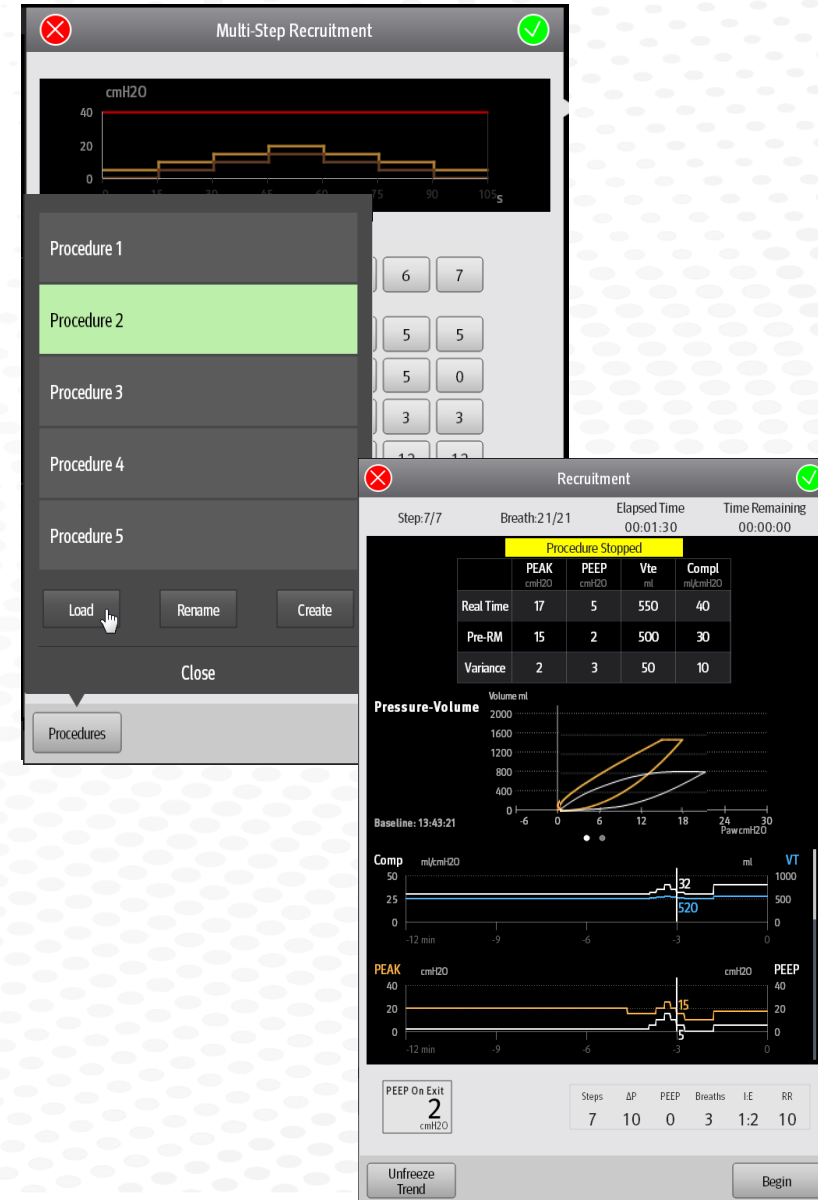 Multi-Step Recruitment
cmH2O
40
20
0
0 15 30 45 60 75 90 105 s
6 7
5 5
5 0
3 3
12 12
Procedure 1
Procedure 2
Procedure 3
Procedure 4
Procedure 5
Load Rename Create
Close
Procedures
Recruitment
Step:7/7 Breath:21/21 Elapsed Time 00:01:30 Time Remaining 00:00:00
Procedure Stopped
PEAK PEEP Vte Compl
cmH2O cmH2O ml ml/cmH2O
Real Time 17 5 550 40
Pre-RM 15 2 500 30
Variance 2 3 50 10
Pressure-Volume
Volume ml
2000
1600
1200
800
400
0
-6 0 6 12 18 24 30
Paw cmH2O
Baseline: 13:43:21
Comp ml/cmH2O ml VT
50 1000
32
25 500
520
0 0
-12 min -9 -6 -3 0
PEAK cmH2O cmH2O PEEP
40 40
15
20 20
0 0
5
-12 min -9 -6 -3 0
PEEP On Exit
2
cmH2O
Steps ΔP PEEP Breaths I:E RR
7 10 0 3 1:2 10
Unfreeze
Trend
Begin